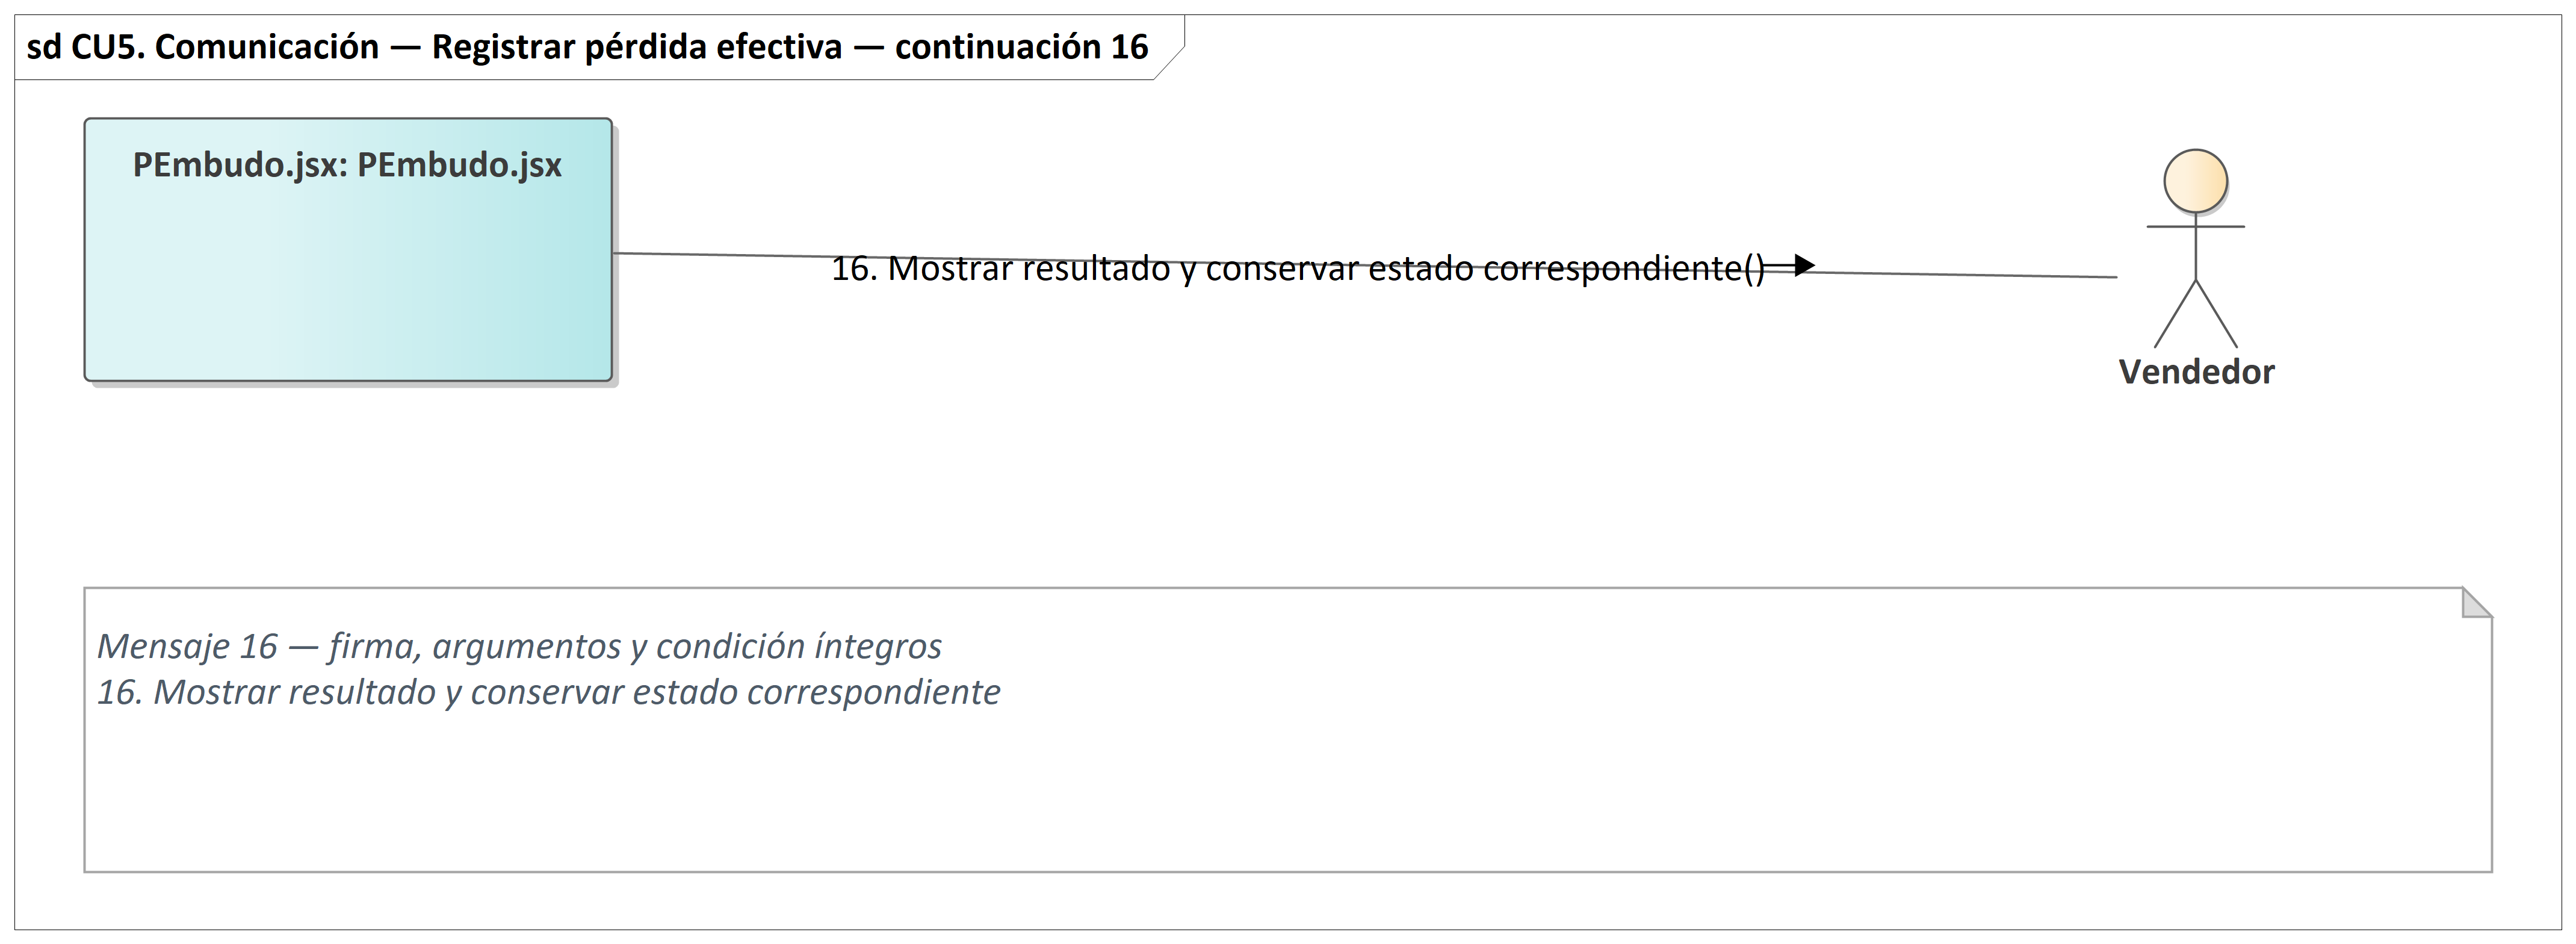 sd CU5. Comunicación — Registrar pérdida efectiva — continuación 16
PEmbudo.jsx: PEmbudo.jsx
16. Mostrar resultado y conservar estado correspondiente()
Vendedor
Mensaje 16 — firma, argumentos y condición íntegros
16. Mostrar resultado y conservar estado correspondiente